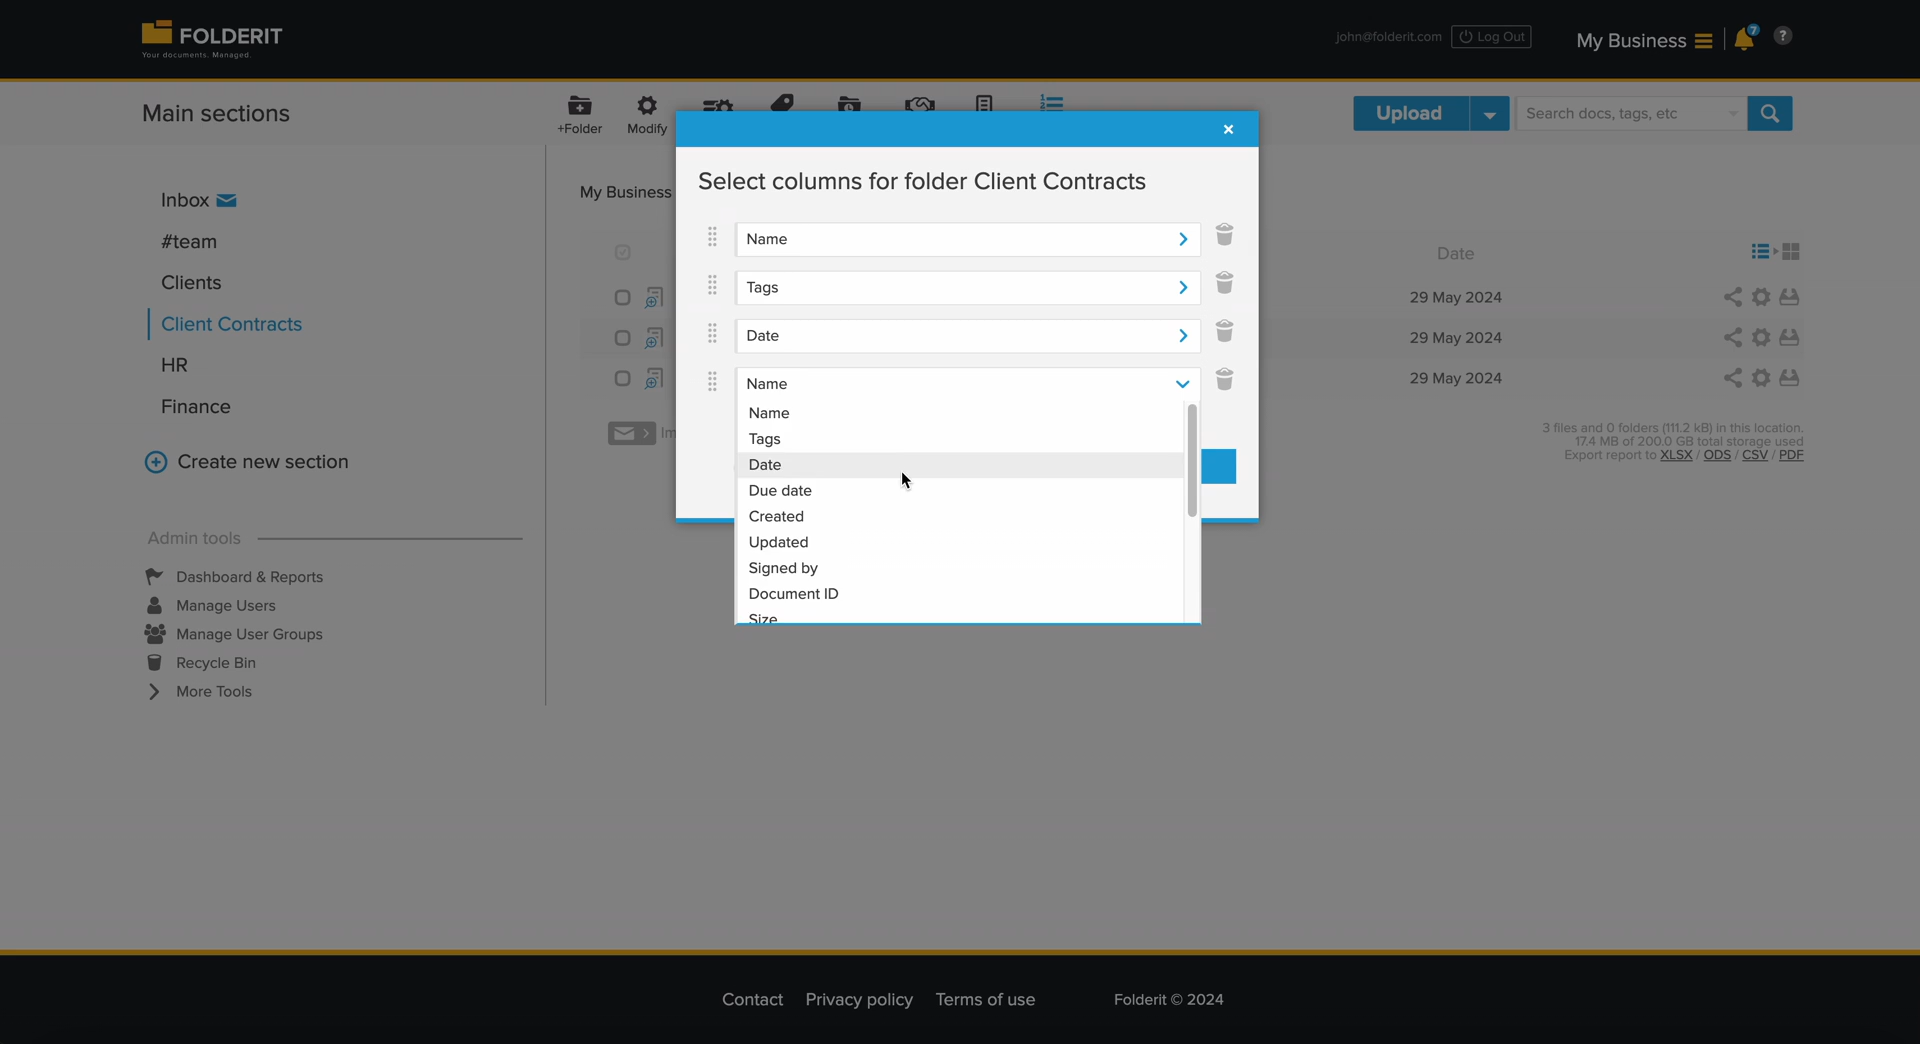 FOLDERIT
Your documents. Managed.
john@folderit.com
Log Out
My Business
7
?
Main sections
+Folder
Modify
Upload
Search docs, tags, etc
Inbox
#team
Clients
Client Contracts
HR
Finance
Create new section
Admin tools
Dashboard & Reports
Manage Users
Manage User Groups
Recycle Bin
More Tools
My Business
Select columns for folder Client Contracts
Name
Tags
Date
Name
Name
Tags
Date
Due date
Created
Updated
Signed by
Document ID
Size
Date
29 May 2024
29 May 2024
29 May 2024
Im
3 files and 0 folders (111.2 kB) in this location.
17.4 MB of 200.0 GB total storage used
Export report to XLSX / ODS / CSV / PDF
Contact Privacy policy Terms of use Folderit © 2024